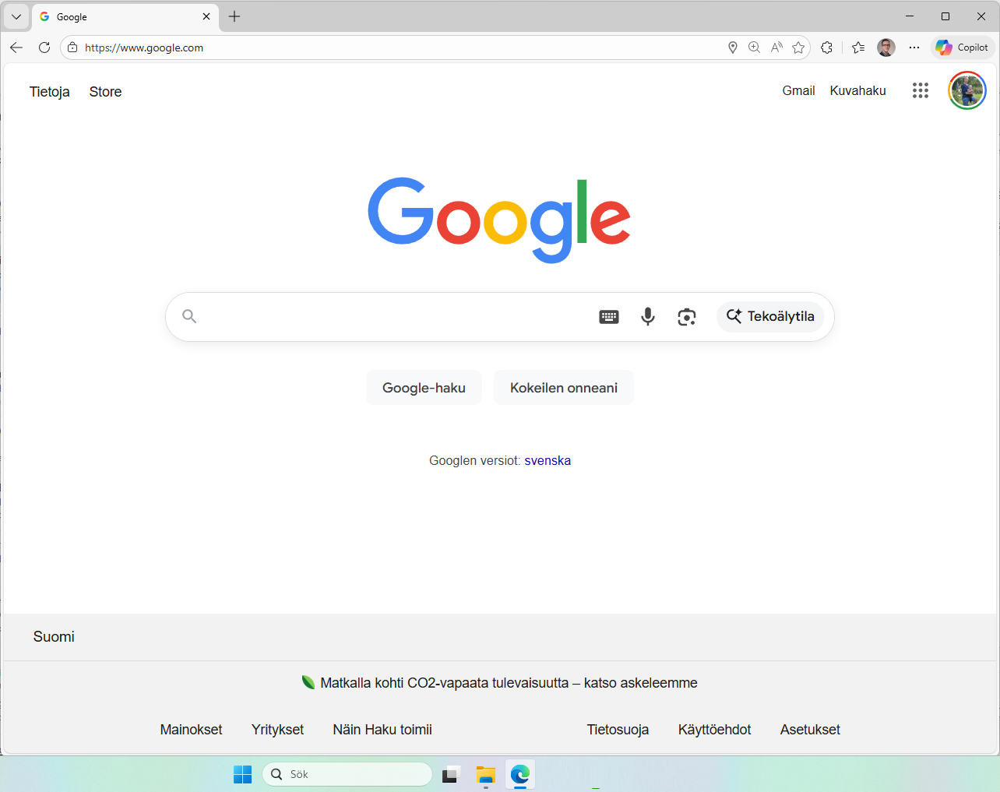 Google
https://www.google.com
Copilot
Tietoja Store
Gmail Kuvahaku
Google
Tekoälytila
Google-haku Kokeilen onneani
Googlen versiot: svenska
Suomi
Matkalla kohti CO2-vapaata tulevaisuutta – katso askeleemme
Mainokset Yritykset Näin Haku toimii Tietosuoja Käyttöehdot Asetukset
Sök